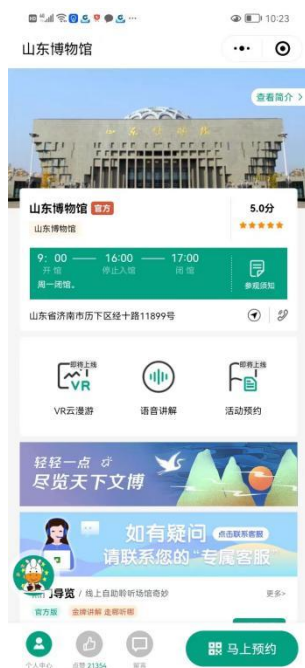 10:23
山东博物馆
查看简介 >
山东博物馆 官方
5.0分
山东博物馆
9:00 —— 16:00 —— 17:00
开馆 停止入馆 闭馆
周一闭馆。
参观须知
山东省济南市历下区经十路11899号
即将上线
即将上线
VR
VR云漫游
语音讲解
活动预约
轻轻一点 or
尽览天下文博
如有疑问 点击联系客服
请联系您的“专属客服”
导览 / 线上自助聆听场馆奇妙
更多>
官方版 金牌讲解 走哪听哪
个人中心
点赞 21354
留言
马上预约